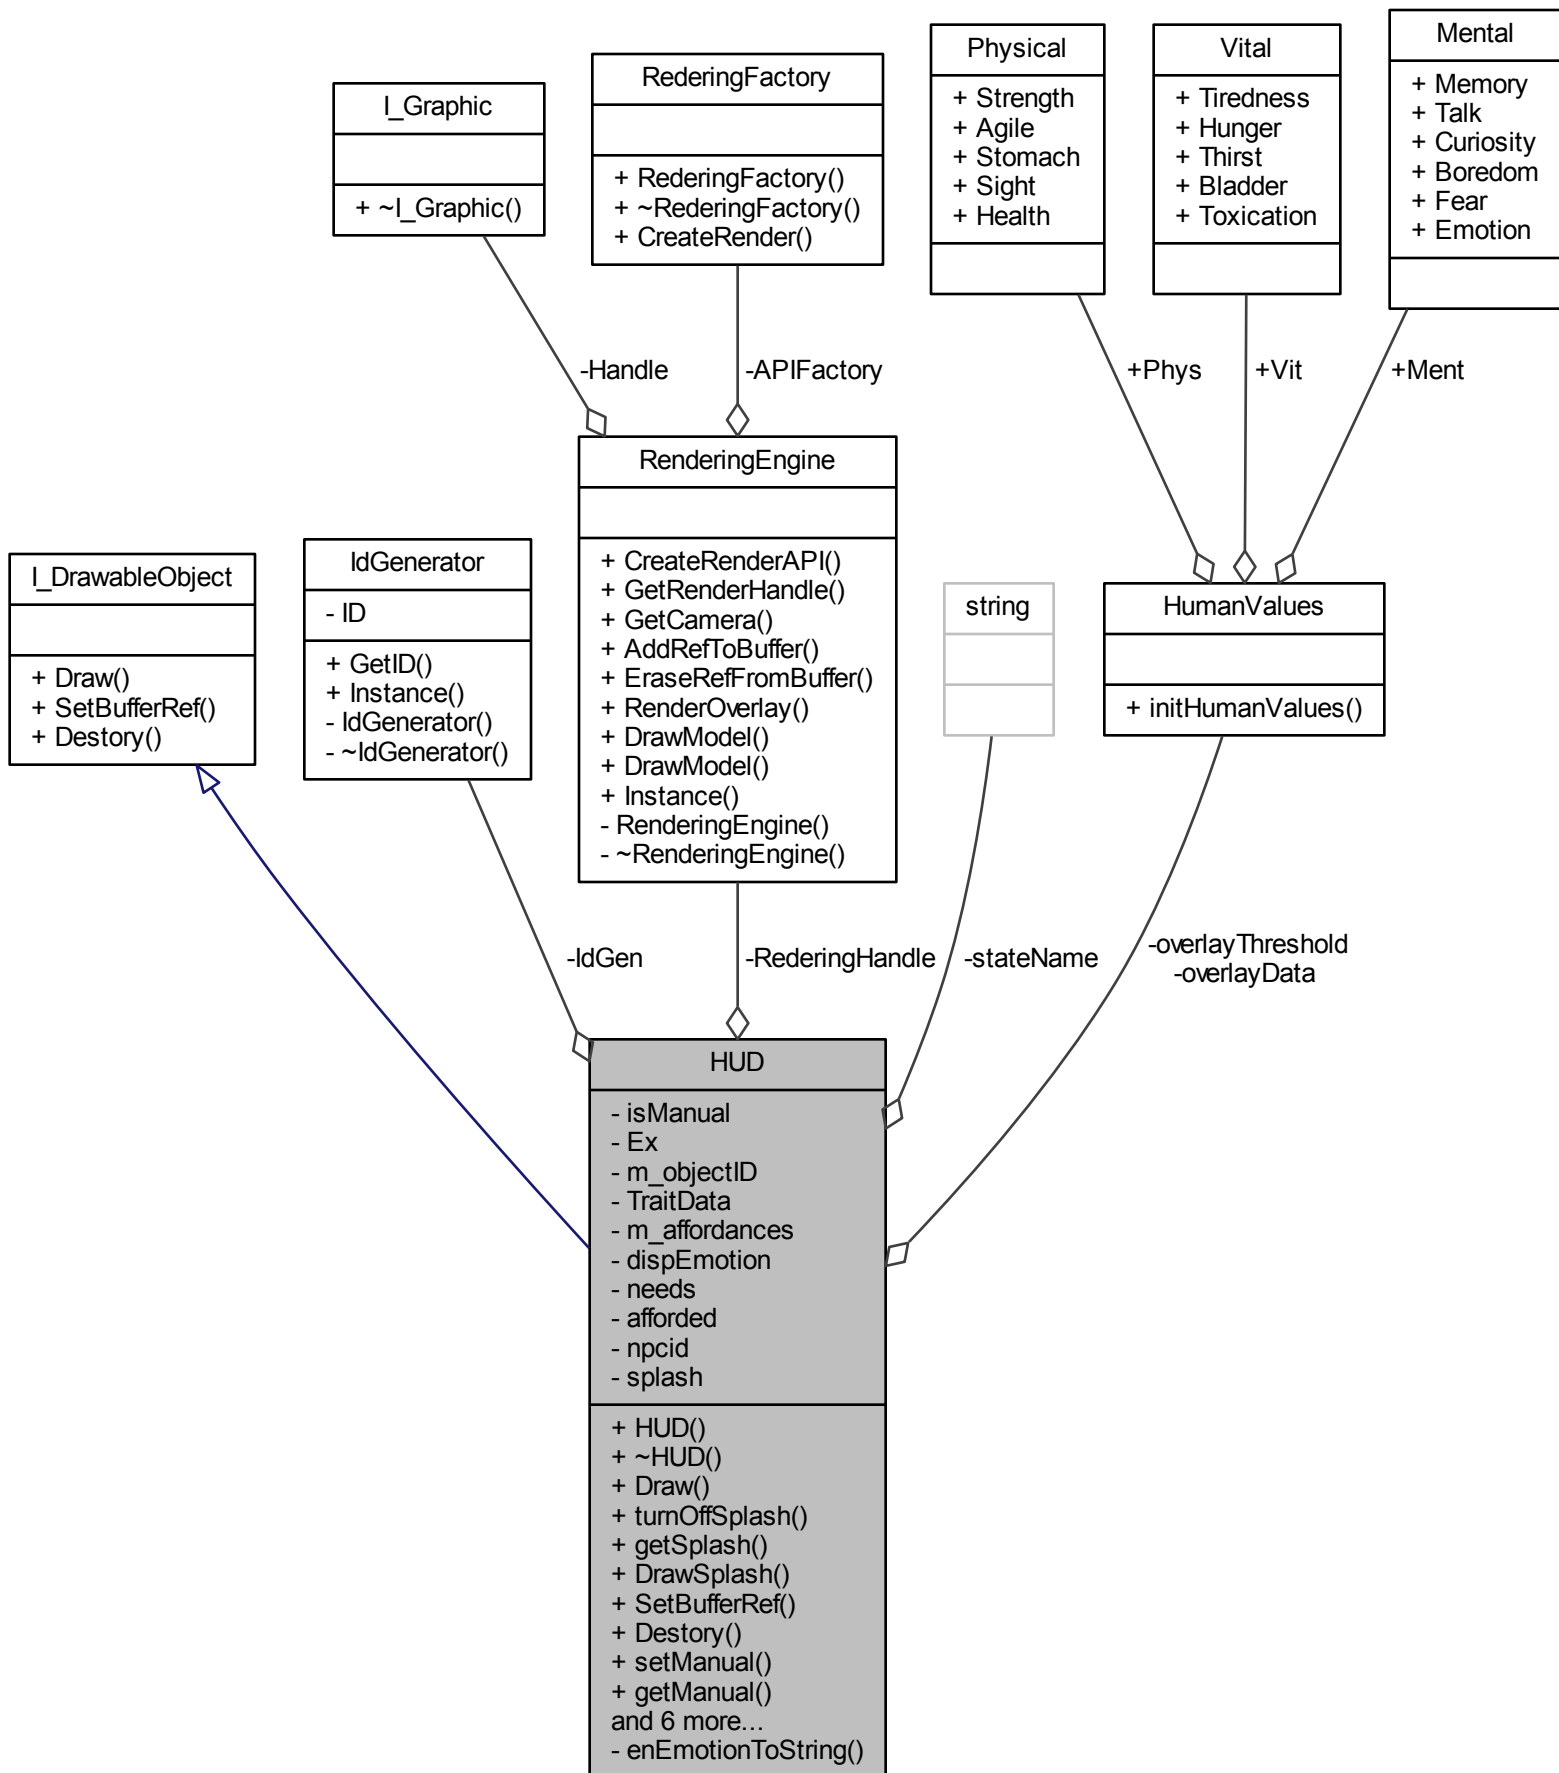 I_Graphic
+ ~I_Graphic()
RederingFactory
+ RederingFactory()
+ ~RederingFactory()
+ CreateRender()
Physical
+ Strength
+ Agile
+ Stomach
+ Sight
+ Health
Vital
+ Tiredness
+ Hunger
+ Thirst
+ Bladder
+ Toxication
Mental
+ Memory
+ Talk
+ Curiosity
+ Boredom
+ Fear
+ Emotion
-Handle
-APIFactory
+Phys
+Vit
+Ment
I_DrawableObject
+ Draw()
+ SetBufferRef()
+ Destory()
IdGenerator
- ID
+ GetID()
+ Instance()
- IdGenerator()
- ~IdGenerator()
RenderingEngine
+ CreateRenderAPI()
+ GetRenderHandle()
+ GetCamera()
+ AddRefToBuffer()
+ EraseRefFromBuffer()
+ RenderOverlay()
+ DrawModel()
+ DrawModel()
+ Instance()
- RenderingEngine()
- ~RenderingEngine()
string
HumanValues
+ initHumanValues()
-IdGen
-RederingHandle
-stateName
-overlayThreshold
-overlayData
HUD
- isManual
- Ex
- m_objectID
- TraitData
- m_affordances
- dispEmotion
- needs
- afforded
- npcid
- splash
+ HUD()
+ ~HUD()
+ Draw()
+ turnOffSplash()
+ getSplash()
+ DrawSplash()
+ SetBufferRef()
+ Destory()
+ setManual()
+ getManual()
and 6 more...
- enEmotionToString()